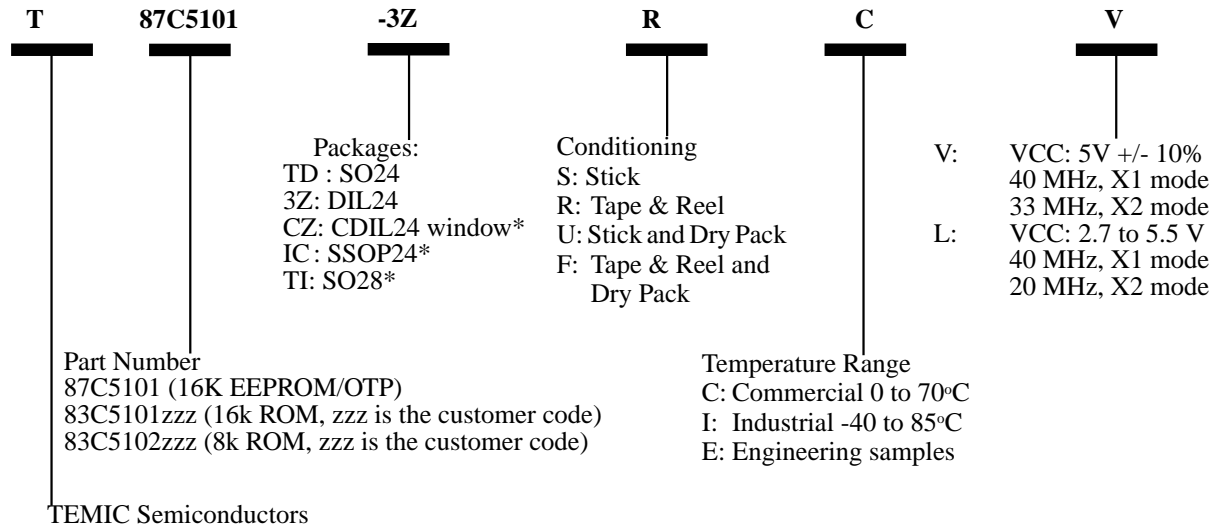 T 87C5101 -3Z R C V
Packages:
TD : SO24
3Z: DIL24
CZ: CDIL24 window*
IC : SSOP24*
TI: SO28*
Conditioning
S: Stick
R: Tape & Reel
U: Stick and Dry Pack
F: Tape & Reel and
Dry Pack
V: VCC: 5V +/- 10%
40 MHz, X1 mode
33 MHz, X2 mode
L: VCC: 2.7 to 5.5 V
40 MHz, X1 mode
20 MHz, X2 mode
Part Number
87C5101 (16K EEPROM/OTP)
83C5101zzz (16k ROM, zzz is the customer code)
83C5102zzz (8k ROM, zzz is the customer code)
Temperature Range
C: Commercial 0 to 70°C
I: Industrial -40 to 85°C
E: Engineering samples
TEMIC Semiconductors